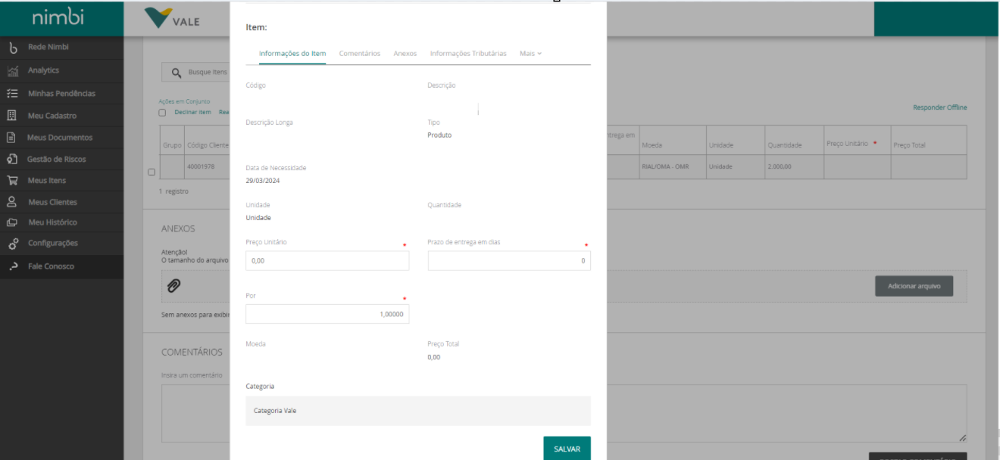 nimbi
VALE
Rede Nimbi
Analytics
Minhas Pendências
Meu Cadastro
Meus Documentos
Gestão de Riscos
Meus Itens
Meus Clientes
Meu Histórico
Configurações
Fale Conosco
Busque Itens
Ações em Conjunto
Declinar Item Rea
Responder Offline
Grupo Código Cliente
ntrega em
Moeda Unidade Quantidade Preço Unitário * Preço Total
40001978 RIAL/OMA - OMR Unidade 2.000,00
1 registro
ANEXOS
Atenção!
O tamanho do arquivo
Adicionar arquivo
Sem anexos para exibir
COMENTÁRIOS
Insira um comentário
Item:
Informações do Item Comentários Anexos Informações Tributárias Mais
Código Descrição
Descrição Longa Tipo
Produto
Data de Necessidade
29/03/2024
Unidade Quantidade
Unidade
Preço Unitário * Prazo de entrega em dias *
0,00 0
Por *
1,00000
Moeda Preço Total
0,00
Categoria
Categoria Vale
SALVAR